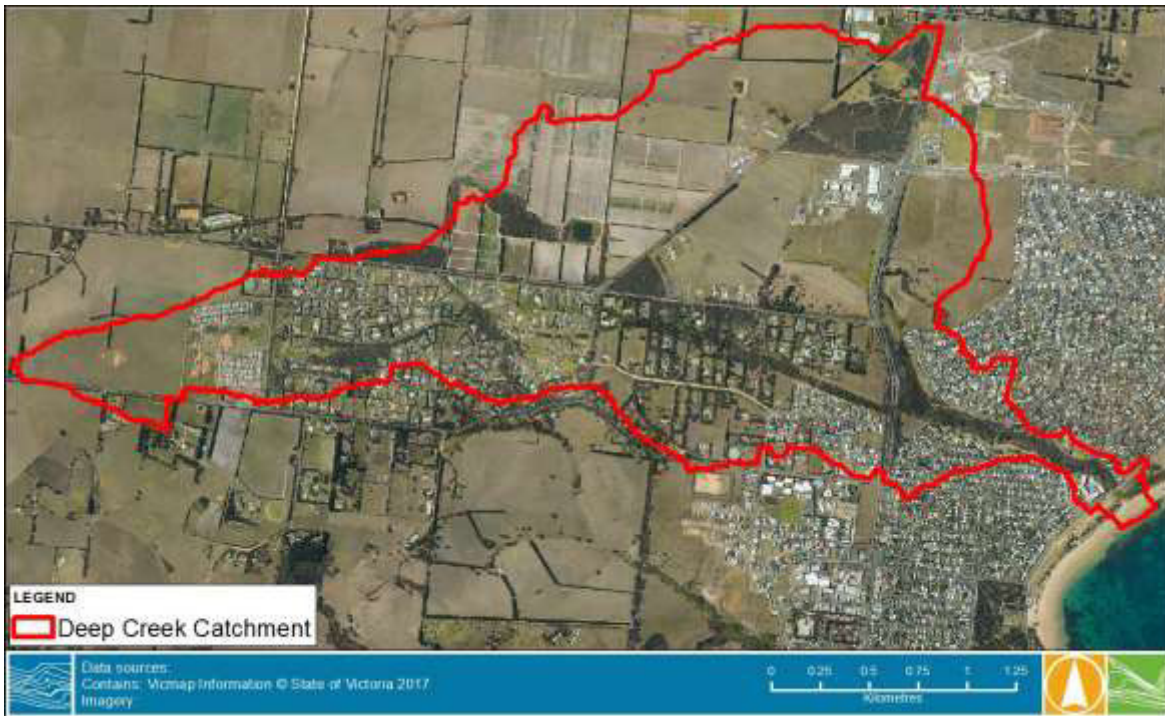 LEGEND
Deep Creek Catchment
Data sources:
Contains: Vicmap Information © State of Victoria 2017
Imagery
0 0.25 0.5 0.75 1 1.25
Kilometres